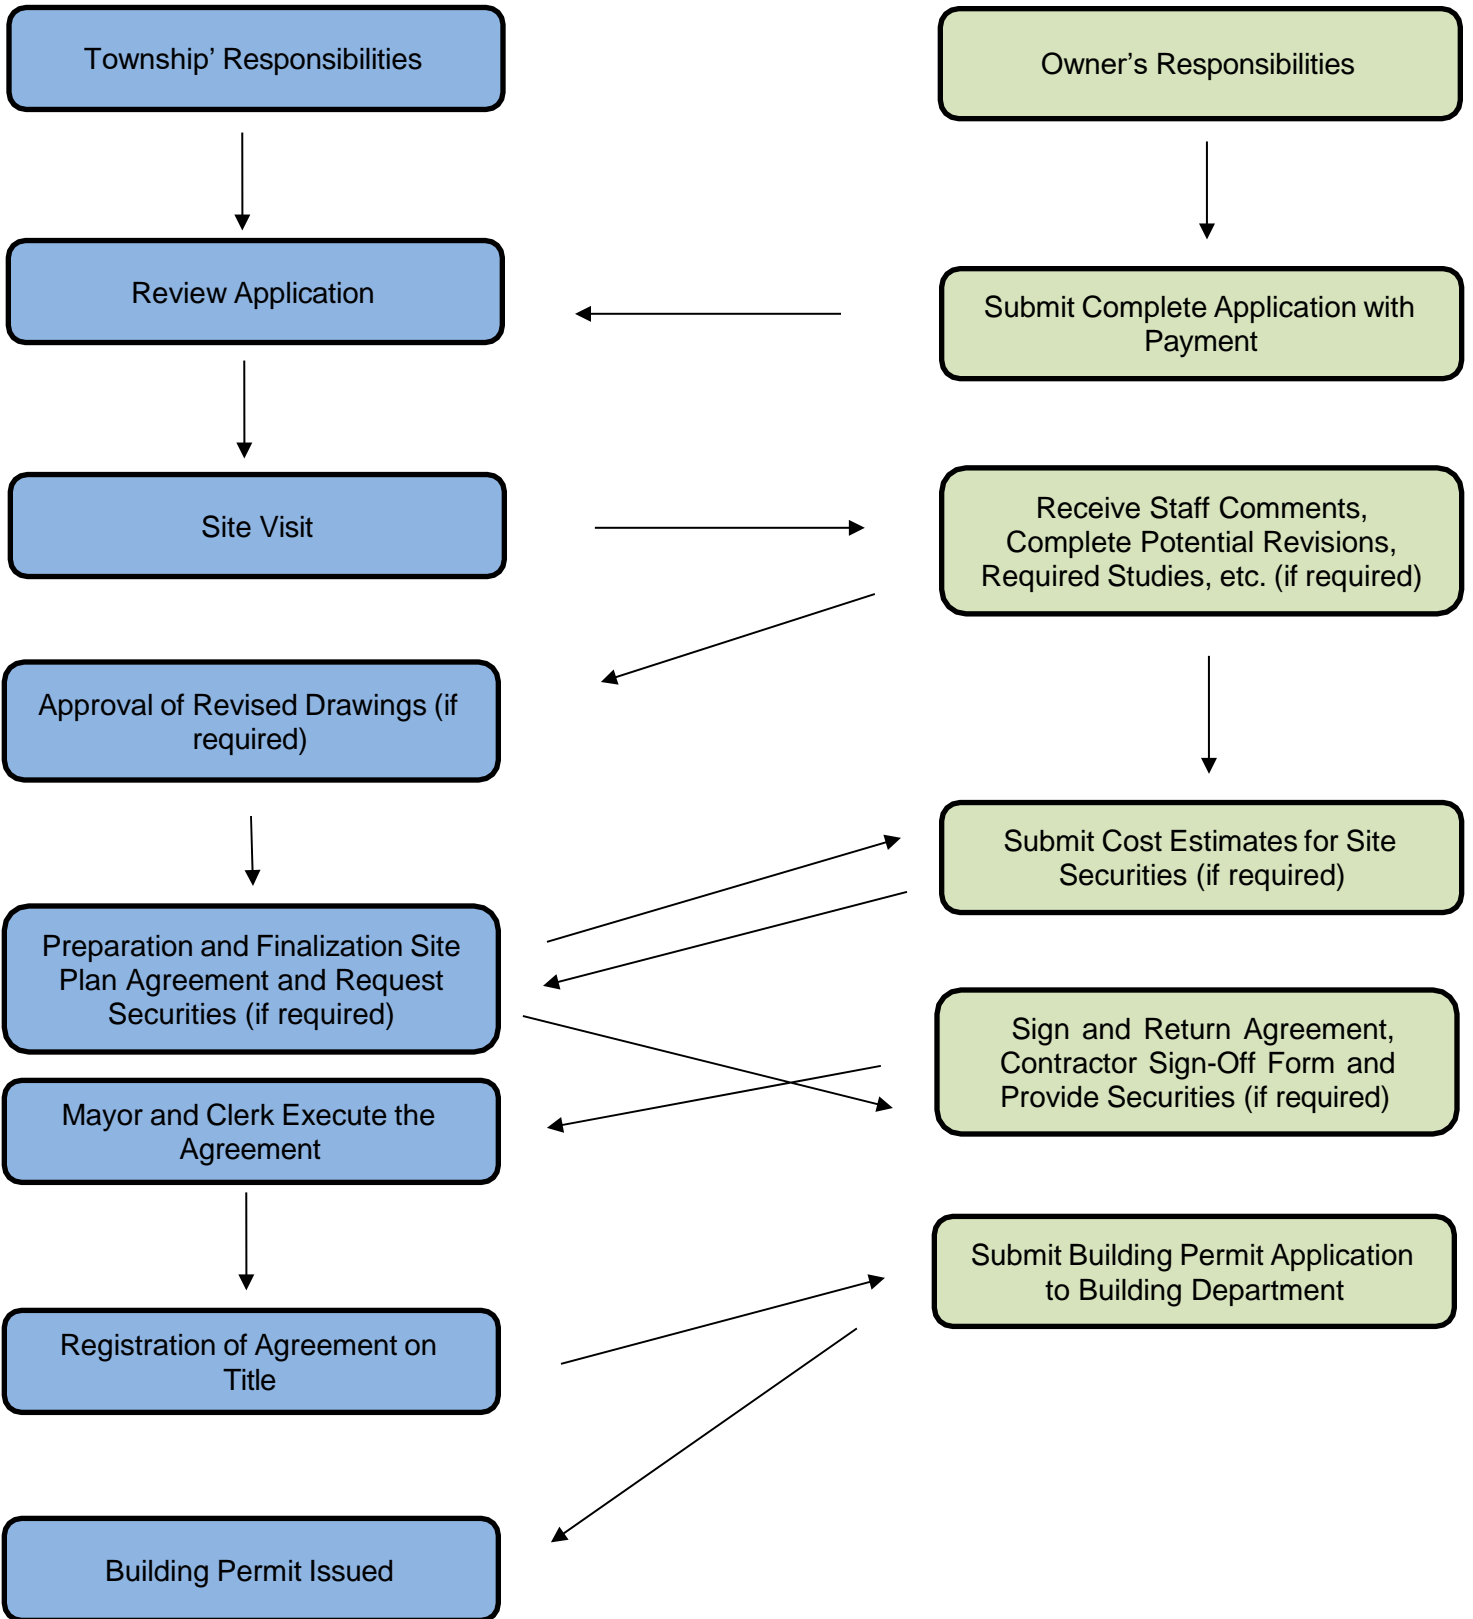 Township’ Responsibilities
Owner’s Responsibilities
Review Application
Submit Complete Application with
Payment
Site Visit
Receive Staff Comments,
Complete Potential Revisions,
Required Studies, etc. (if required)
Approval of Revised Drawings (if
required)
Submit Cost Estimates for Site
Securities (if required)
Preparation and Finalization Site
Plan Agreement and Request
Securities (if required)
Sign and Return Agreement,
Contractor Sign-Off Form and
Provide Securities (if required)
Mayor and Clerk Execute the
Agreement
Submit Building Permit Application
to Building Department
Registration of Agreement on
Title
Building Permit Issued